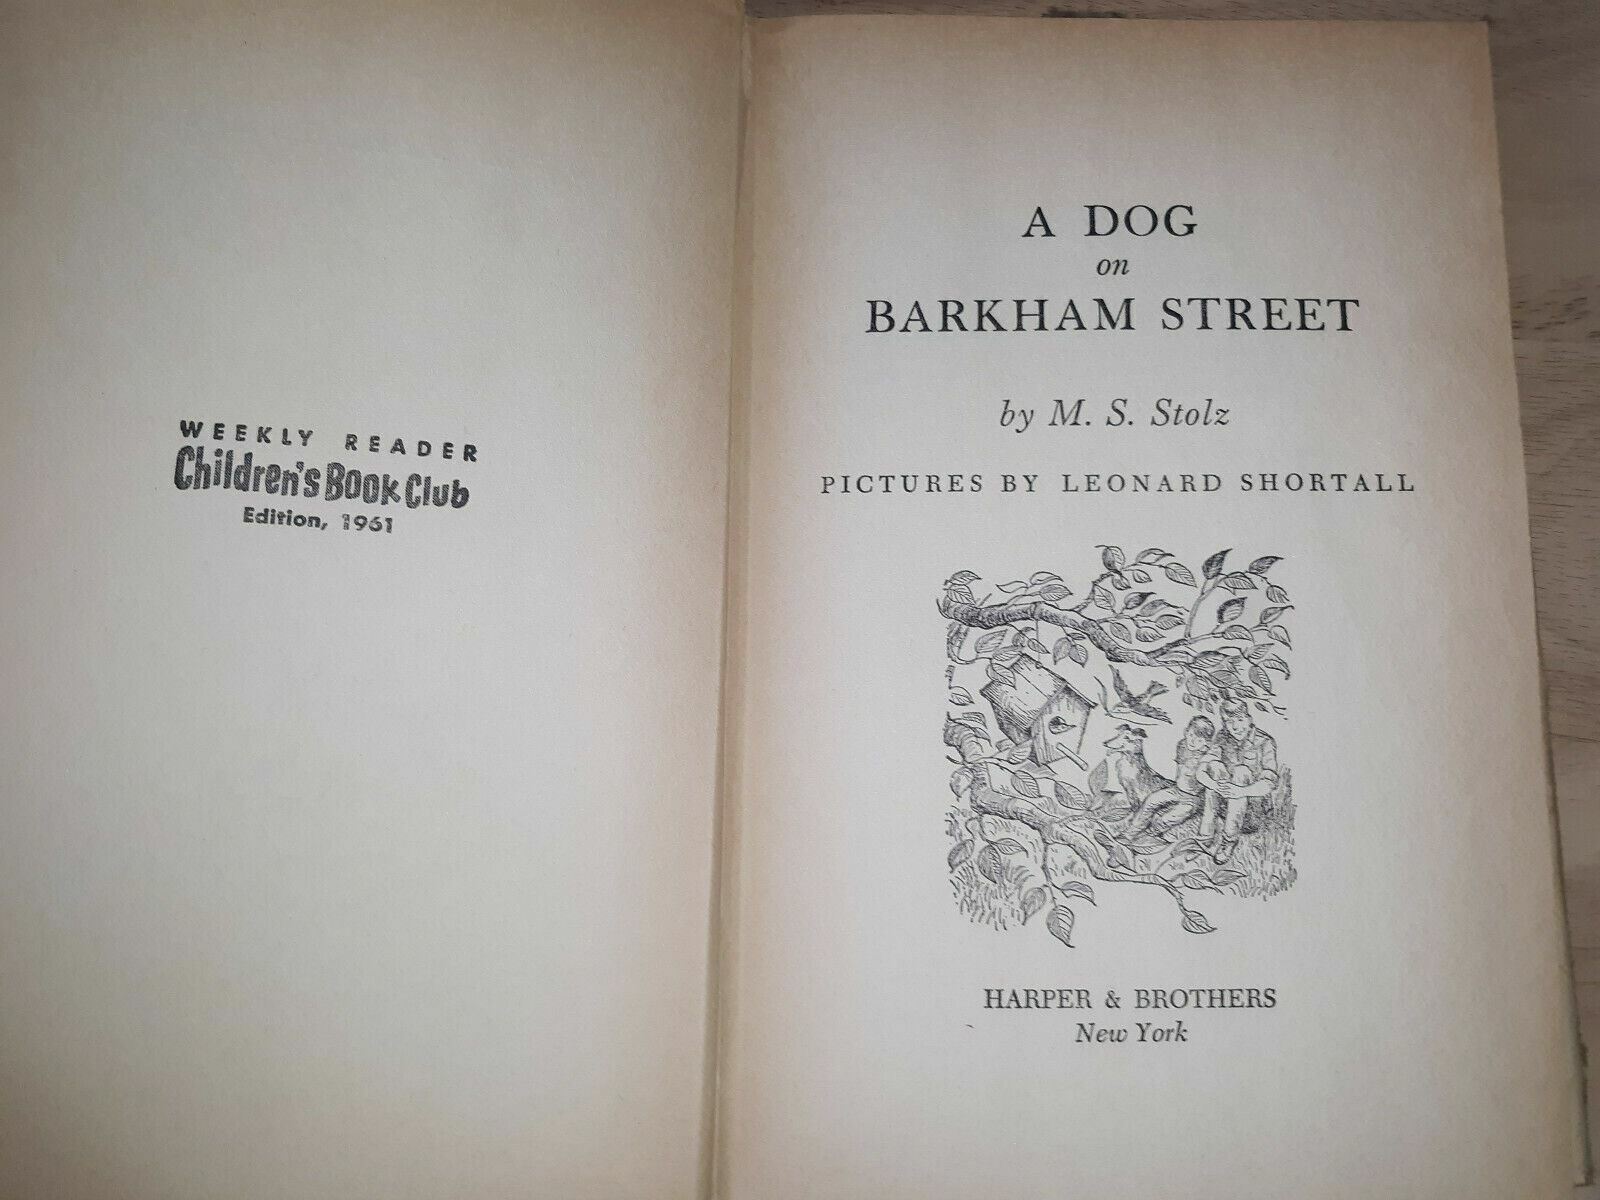 WEEKLY READER
Children's Book Club
Edition, 1961
A DOG
on
BARKHAM STREET
by M. S. Stolz
PICTURES BY LEONARD SHORTALL
HARPER & BROTHERS
New York